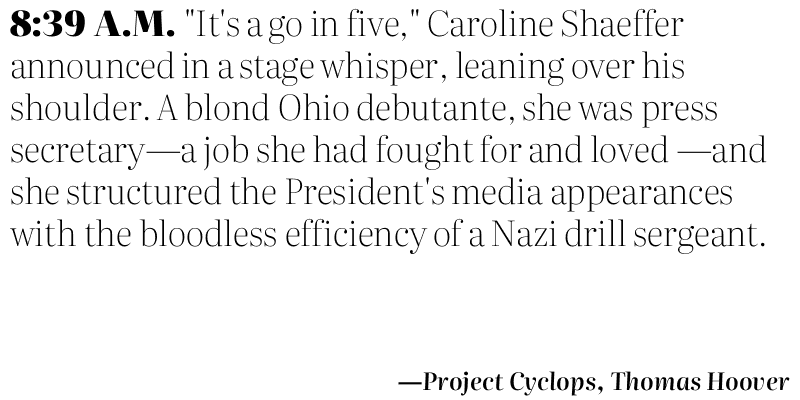 8:39 A.M. "It's a go in five," Caroline Shaeffer
announced in a stage whisper, leaning over his
shoulder. A blond Ohio debutante, she was press
secretary—a job she had fought for and loved —and
she structured the President's media appearances
with the bloodless efficiency of a Nazi drill sergeant.
—Project Cyclops, Thomas Hoover